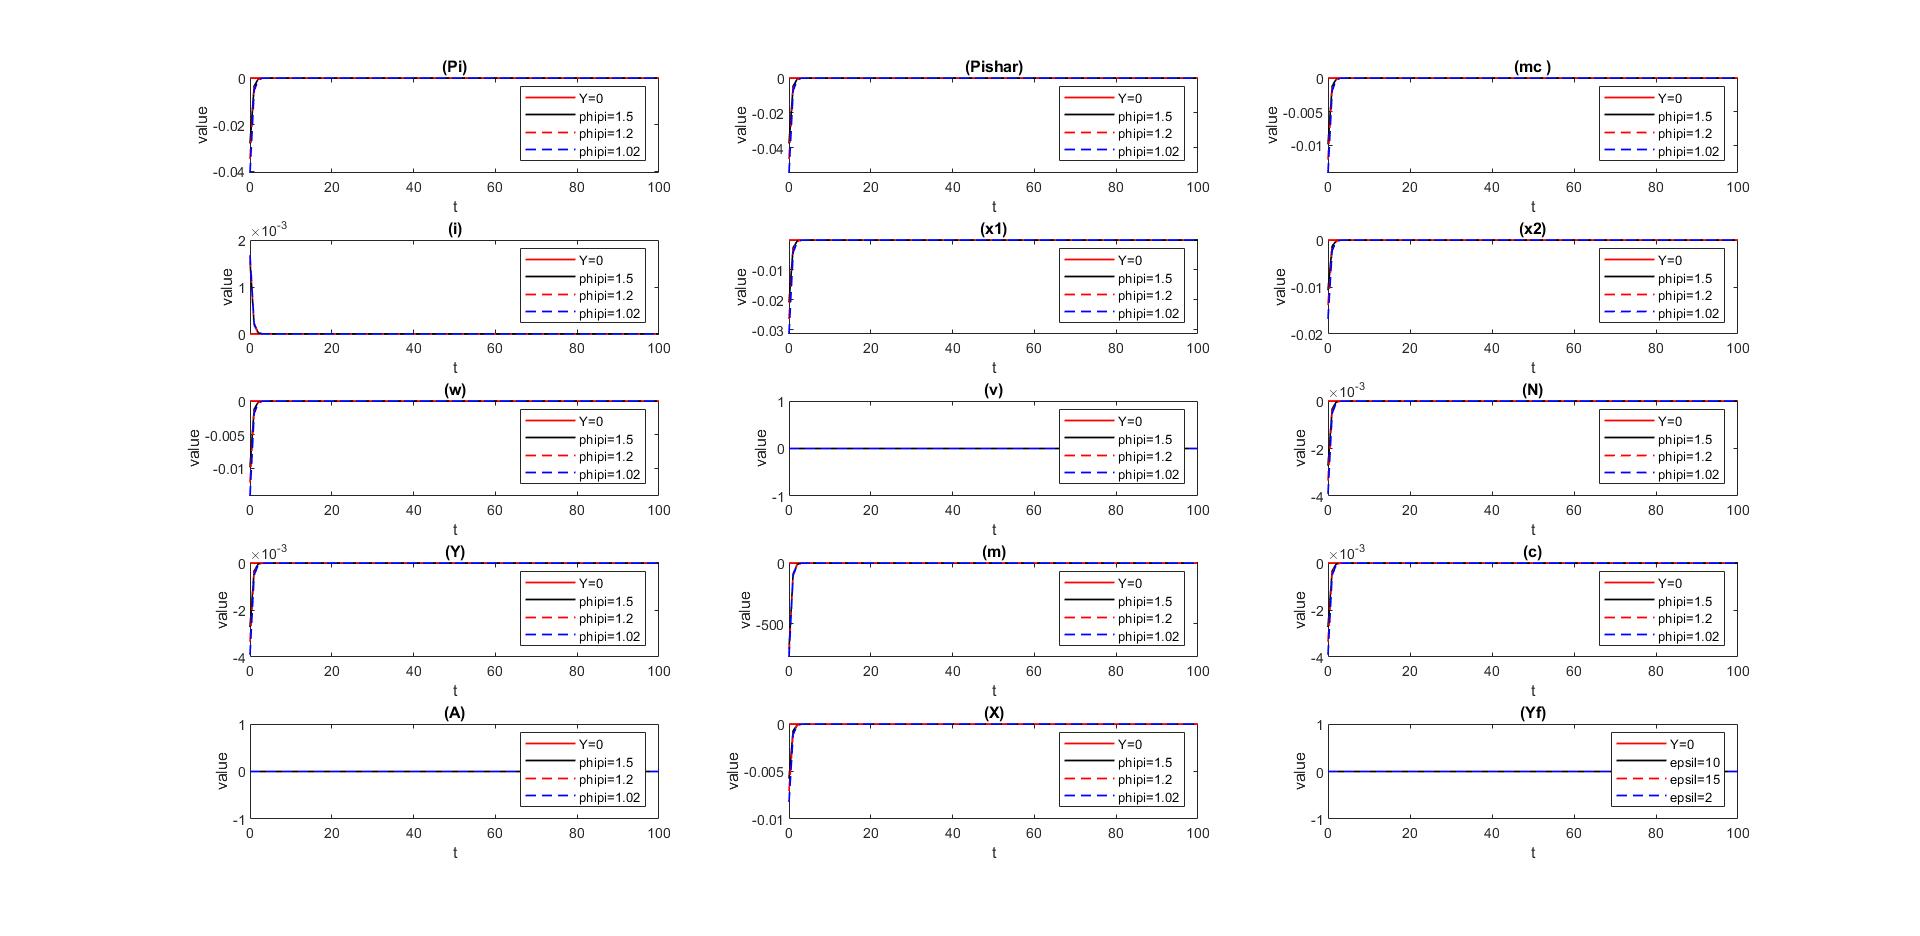 (Pi)
value
0
-0.02
-0.04
0 20 40 60 80 100
t
Y=0
phipi=1.5
phipi=1.2
phipi=1.02
(Pishar)
value
0
-0.02
-0.04
0 20 40 60 80 100
t
Y=0
phipi=1.5
phipi=1.2
phipi=1.02
(mc )
value
0
-0.005
-0.01
0 20 40 60 80 100
t
Y=0
phipi=1.5
phipi=1.2
phipi=1.02
(i)
×10-3
value
2
1
0
0 20 40 60 80 100
t
Y=0
phipi=1.5
phipi=1.2
phipi=1.02
(x1)
value
-0.01
-0.02
-0.03
0 20 40 60 80 100
t
Y=0
phipi=1.5
phipi=1.2
phipi=1.02
(x2)
value
0
-0.01
-0.02
0 20 40 60 80 100
t
Y=0
phipi=1.5
phipi=1.2
phipi=1.02
(w)
value
0
-0.005
-0.01
0 20 40 60 80 100
t
Y=0
phipi=1.5
phipi=1.2
phipi=1.02
(v)
value
1
0
-1
0 20 40 60 80 100
t
Y=0
phipi=1.5
phipi=1.2
phipi=1.02
(N)
×10-3
value
0
-2
-4
0 20 40 60 80 100
t
Y=0
phipi=1.5
phipi=1.2
phipi=1.02
(Y)
×10-3
value
0
-2
-4
0 20 40 60 80 100
t
Y=0
phipi=1.5
phipi=1.2
phipi=1.02
(m)
value
0
-500
0 20 40 60 80 100
t
Y=0
phipi=1.5
phipi=1.2
phipi=1.02
(c)
×10-3
value
0
-2
-4
0 20 40 60 80 100
t
Y=0
phipi=1.5
phipi=1.2
phipi=1.02
(A)
value
1
0
-1
0 20 40 60 80 100
t
Y=0
phipi=1.5
phipi=1.2
phipi=1.02
(X)
value
0
-0.005
-0.01
0 20 40 60 80 100
t
Y=0
phipi=1.5
phipi=1.2
phipi=1.02
(Yf)
value
1
0
-1
0 20 40 60 80 100
t
Y=0
epsil=10
epsil=15
epsil=2